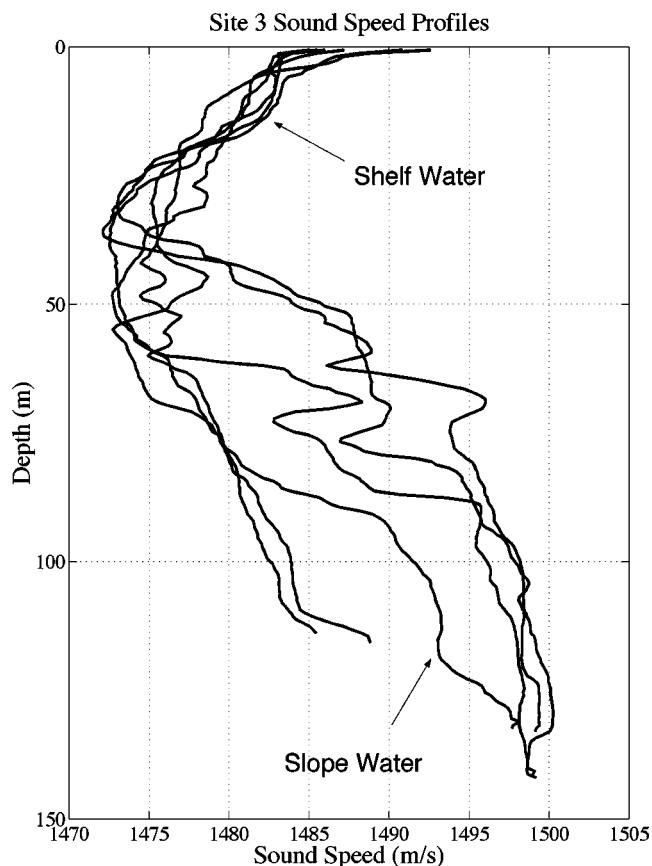 Site 3 Sound Speed Profiles
0
Shelf Water
50
Depth (m)
100
Slope Water
150
1470 1475 1480 1485 1490 1495 1500 1505
Sound Speed (m/s)